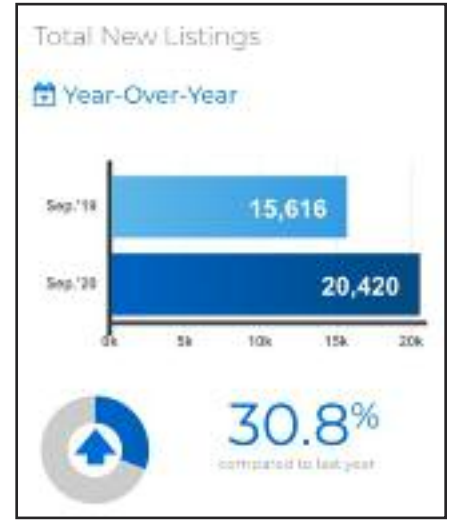 Total New Listings
Year-Over-Year
Sep.'19
15,616
Sep.'20
20,420
0k 5k 10k 15k 20k
30.8%
compared to last year